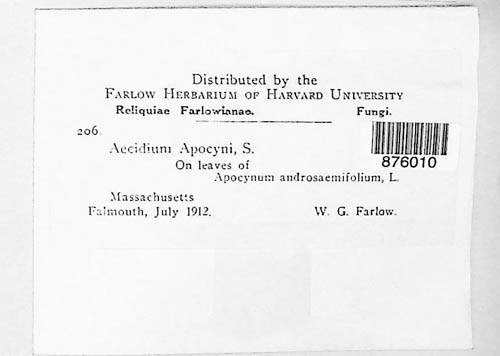 Distributed by the
FARLOW HERBARIUM OF HARVARD UNIVERSITY
Reliquiae Farlowianae. Fungi.
206.
Aecidium Apocyni, S.
876010
On leaves of
Apocynum androsaemifolium, L.
Massachusetts
Falmouth, July 1912. W. G. Farlow.